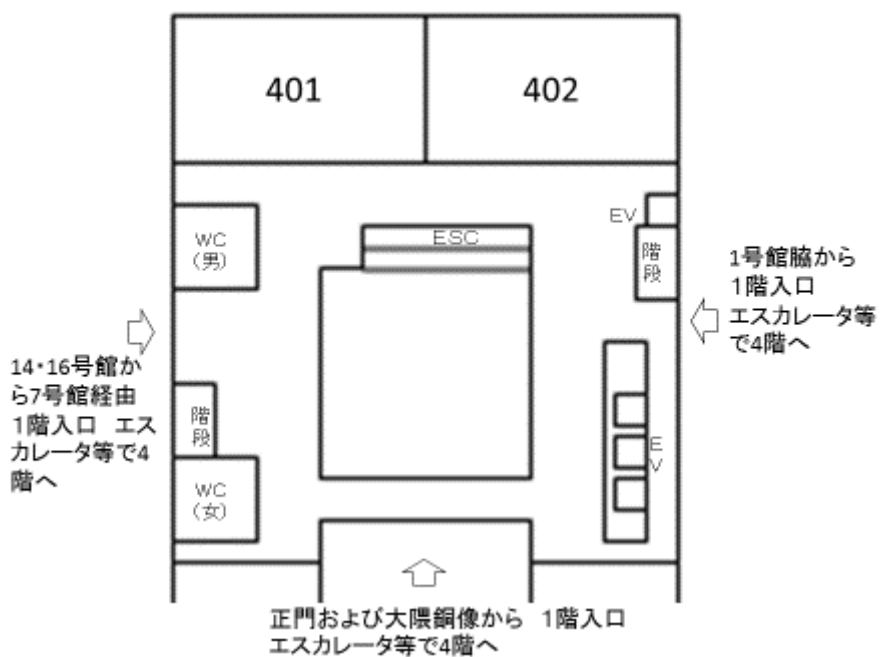 401
402
WC
(男)
ESC
EV
階
段
1号館脇から
1階入口
エスカレータ等
で4階へ
14・16号館か
ら7号館経由
1階入口 エス
カレータ等で4
階へ
階
段
WC
(女)
E
V
正門および大隈銅像から 1階入口
エスカレータ等で4階へ